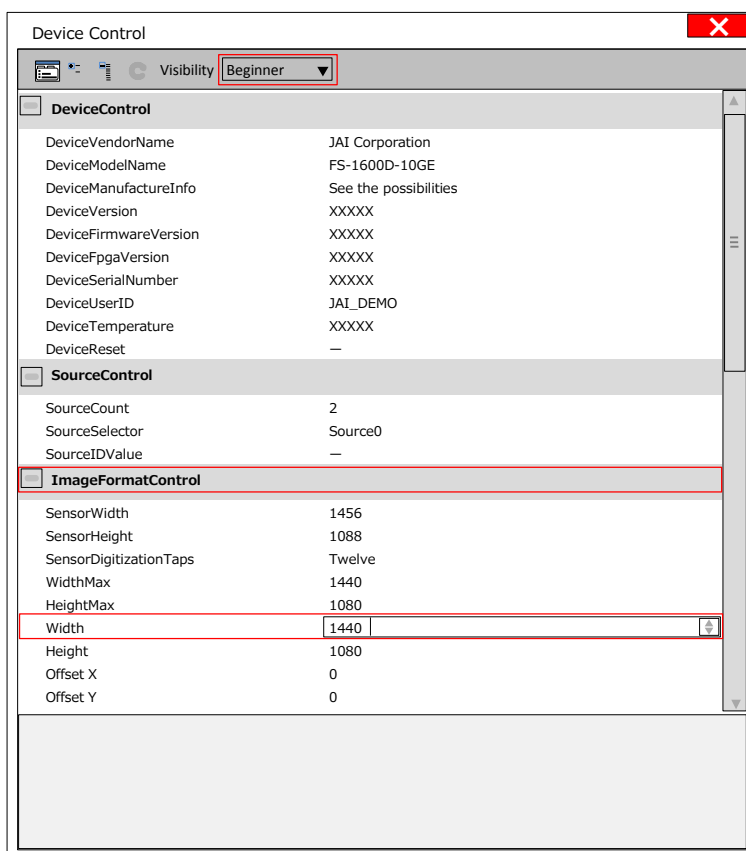 Device Control
Visibility Beginner
DeviceControl
DeviceVendorName JAI Corporation
DeviceModelName FS-1600D-10GE
DeviceManufactureInfo See the possibilities
DeviceVersion XXXXX
DeviceFirmwareVersion XXXXX
DeviceFpgaVersion XXXXX
DeviceSerialNumber XXXXX
DeviceUserID JAI_DEMO
DeviceTemperature XXXXX
DeviceReset —
SourceControl
SourceCount 2
SourceSelector Source0
SourceIDValue —
ImageFormatControl
SensorWidth 1456
SensorHeight 1088
SensorDigitizationTaps Twelve
WidthMax 1440
HeightMax 1080
Width 1440
Height 1080
Offset X 0
Offset Y 0